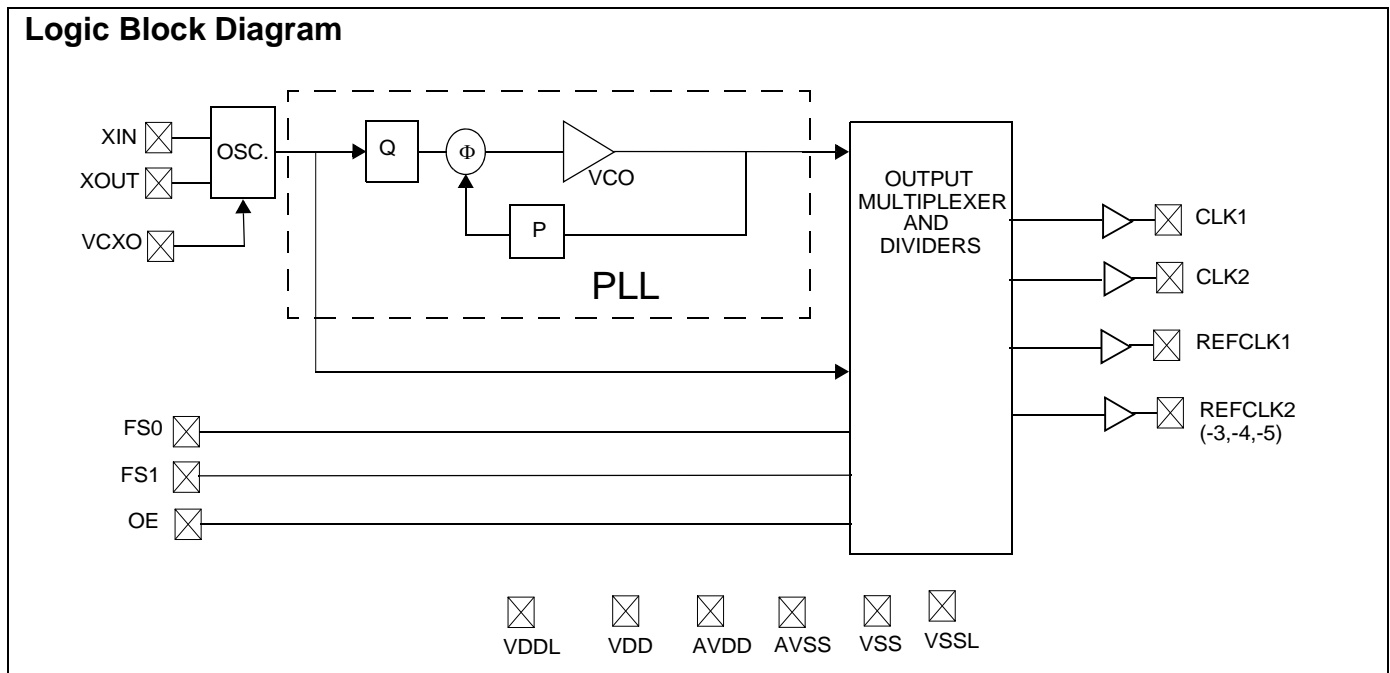 Logic Block Diagram
XIN
OSC.
Q
Φ
XOUT
VCO
VCXO
P
PLL
OUTPUT
MULTIPLEXER
AND
DIVIDERS
CLK1
CLK2
REFCLK1
REFCLK2
(-3,-4,-5)
FS0
FS1
OE
VDDL
VDD
AVDD
AVSS
VSS
VSSL